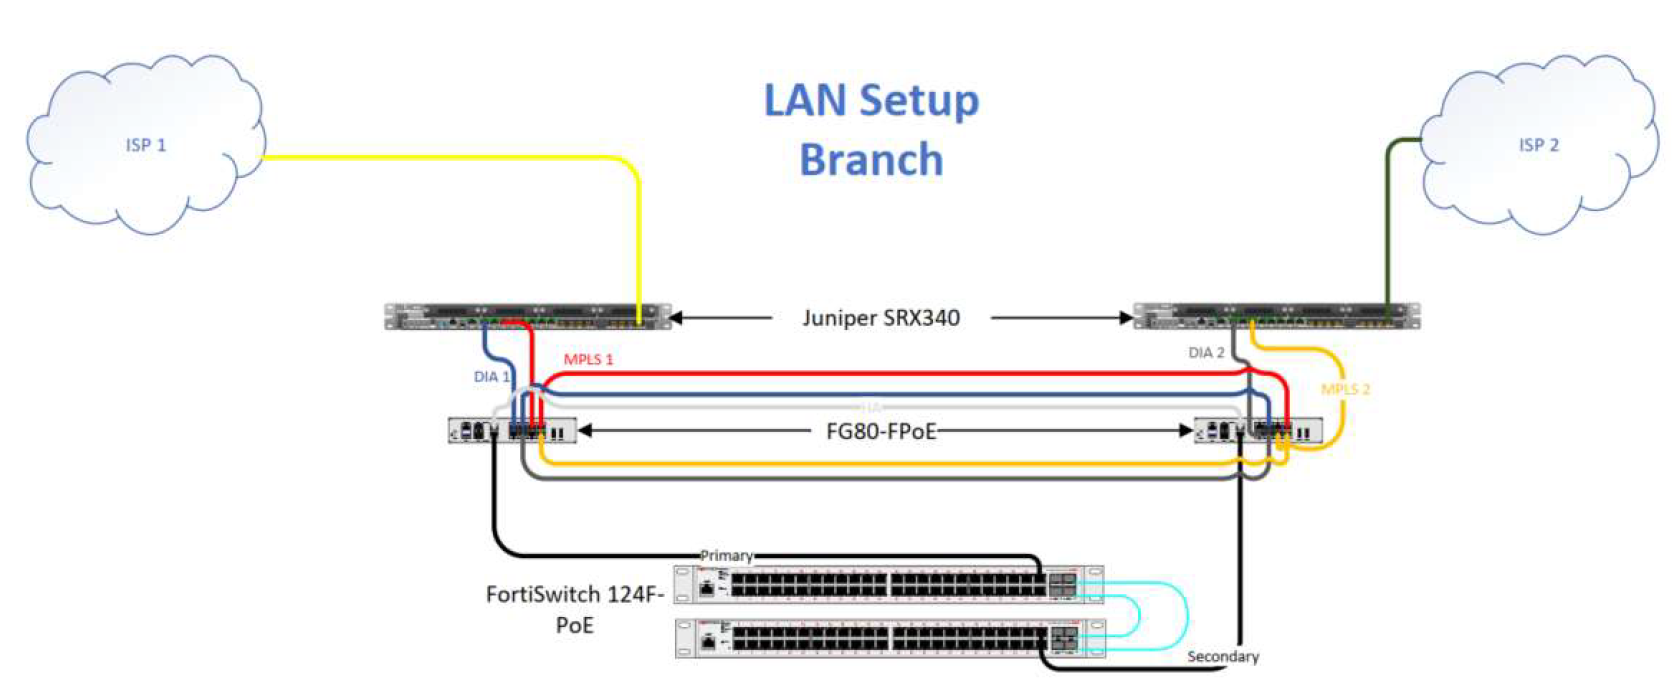 LAN Setup
Branch
ISP 1
ISP 2
Juniper SRX340
MPLS 1
DIA 2
DIA 1
MPLS 2
HA
FG80-FPoE
Primary
FortiSwitch 124F-
PoE
Secondary